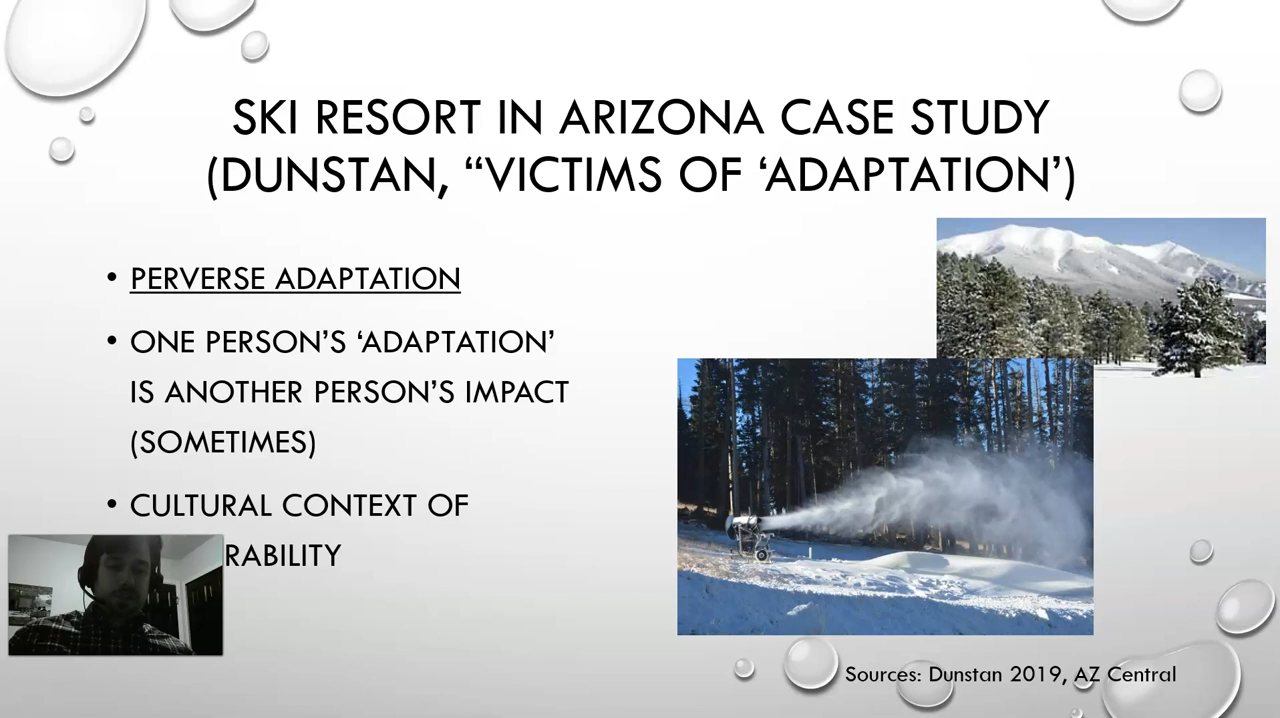 SKI RESORT IN ARIZONA CASE STUDY
(DUNSTAN, “VICTIMS OF ‘ADAPTATION’)
• PERVERSE ADAPTATION
• ONE PERSON’S ‘ADAPTATION’
IS ANOTHER PERSON’S IMPACT
(SOMETIMES)
• CULTURAL CONTEXT OF
RABILITY
Sources: Dunstan 2019, AZ Central